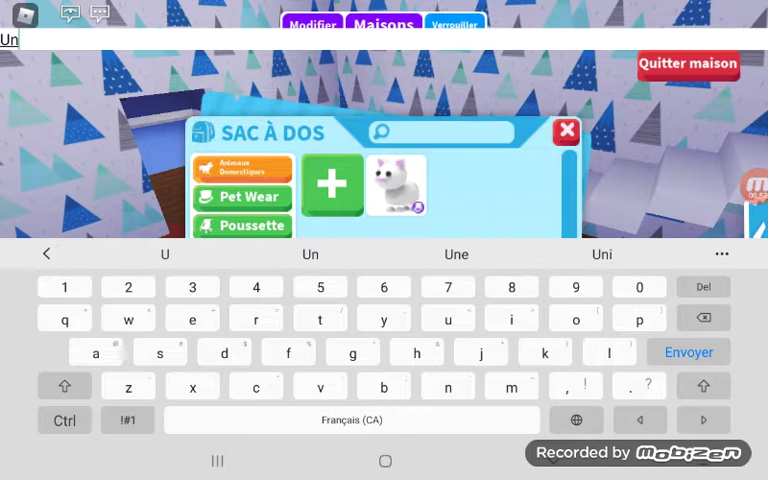 Modifier Maisons Verrouiller
Un
Quitter maison
SAC À DOS
Animaux
Domestiques
Pet Wear
Poussette
U Un Une Uni
1 2 3 4 5 6 7 8 9 0 Del
q w e r t y u i o p
a s d f g h j k l Envoyer
z x c v b n m , ! . ?
Ctrl !#1 Français (CA)
Recorded by mobizen